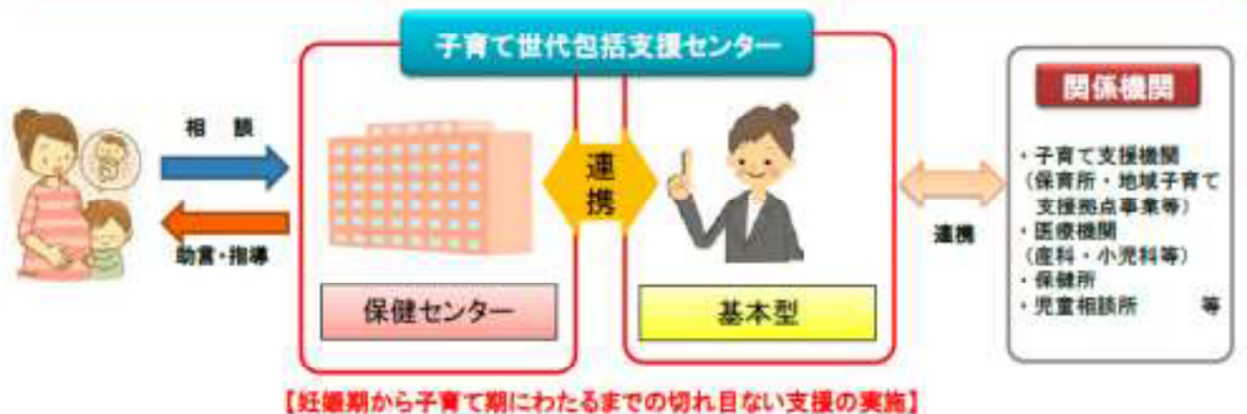 子育て世代包括支援センター
相　談
助言・指導
保健センター
連携
基本型
連携
関係機関
・子育て支援機関
（保育所・地域子育て
支援拠点事業等）
・医療機関
（産科・小児科等）
・保健所
・児童相談所　　等
【妊娠期から子育て期にわたるまでの切れ目ない支援の実施】